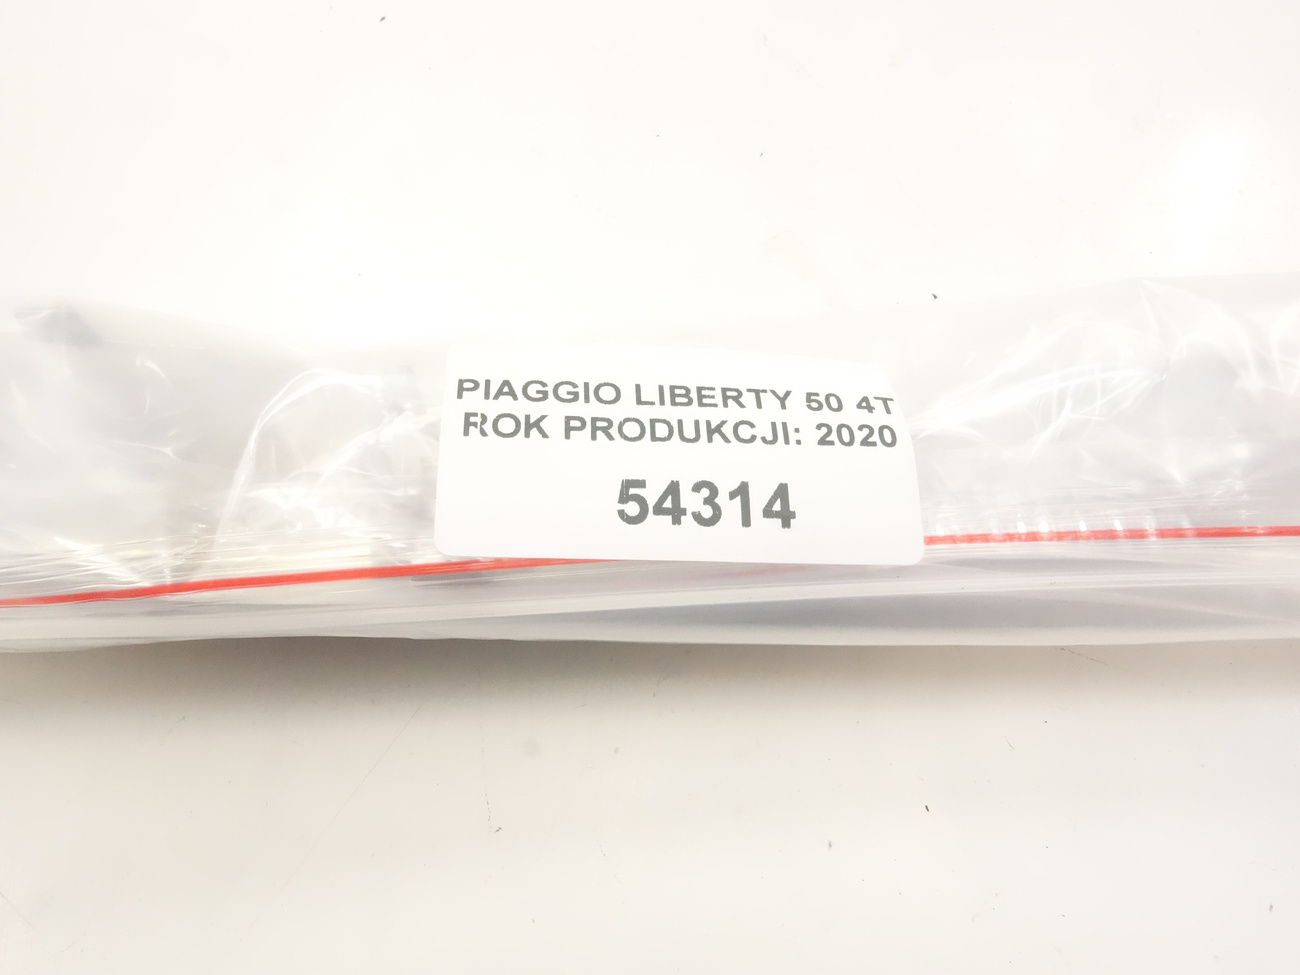 PIAGGIO LIBERTY 50 4T
ROK PRODUKCJI: 2020
54314